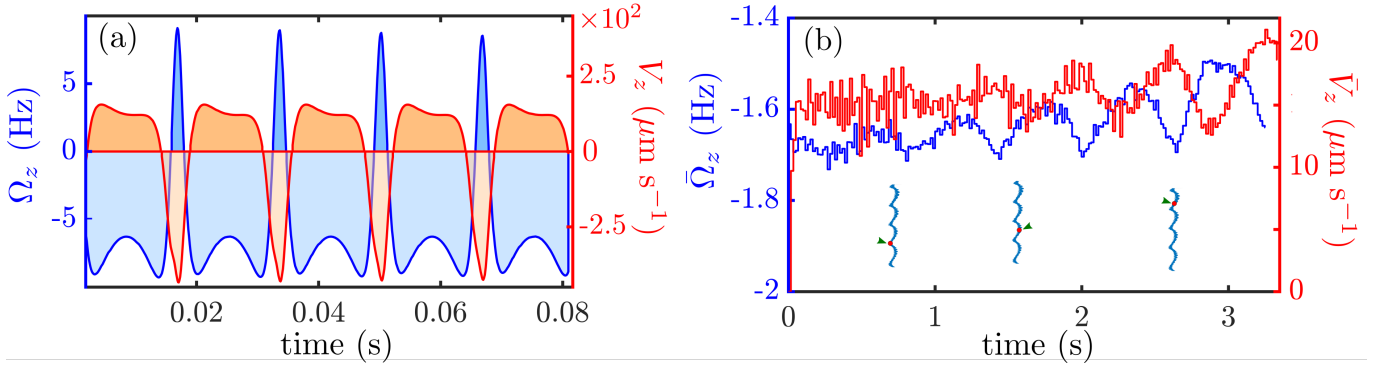 (a)
×10²
5
0
-5
Ω_z (Hz)
2.5
0
-2.5
V_z (μm s⁻¹)
0.02
0.04
0.06
0.08
time (s)
(b)
-1.4
-1.6
-1.8
-2
Ω̄_z (Hz)
20
10
0
V̄_z (μm s⁻¹)
0
1
2
3
time (s)